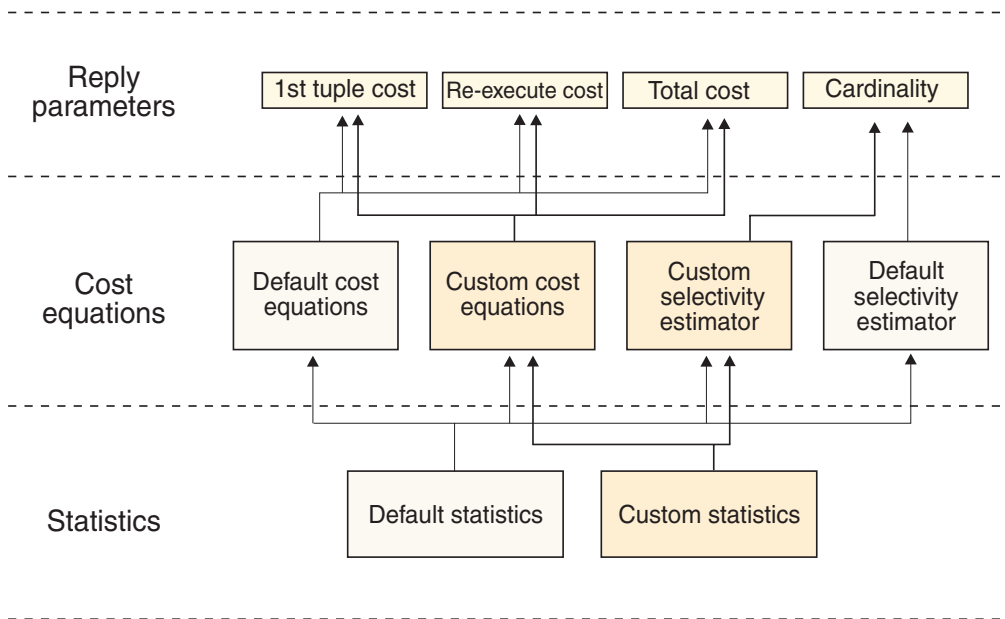 Reply
parameters
1st tuple cost
Re-execute cost
Total cost
Cardinality
Cost
equations
Default cost
equations
Custom cost
equations
Custom
selectivity
estimator
Default
selectivity
estimator
Statistics
Default statistics
Custom statistics